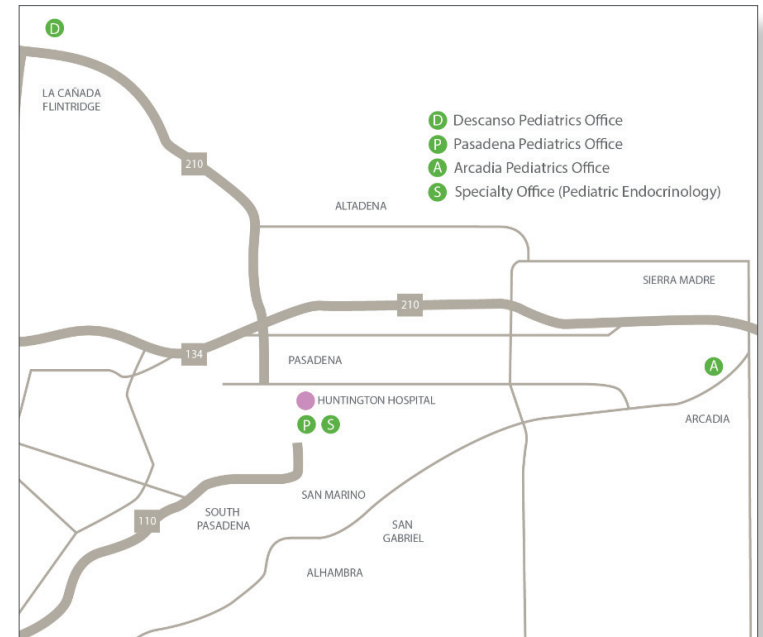 D
LA CAÑADA
FLINTRIDGE
D Descanso Pediatrics Office
P Pasadena Pediatrics Office
A Arcadia Pediatrics Office
S Specialty Office (Pediatric Endocrinology)
210
ALTADENA
SIERRA MADRE
210
134
PASADENA
A
HUNTINGTON HOSPITAL
P S
ARCADIA
SAN MARINO
110
SOUTH
PASADENA
SAN
GABRIEL
ALHAMBRA